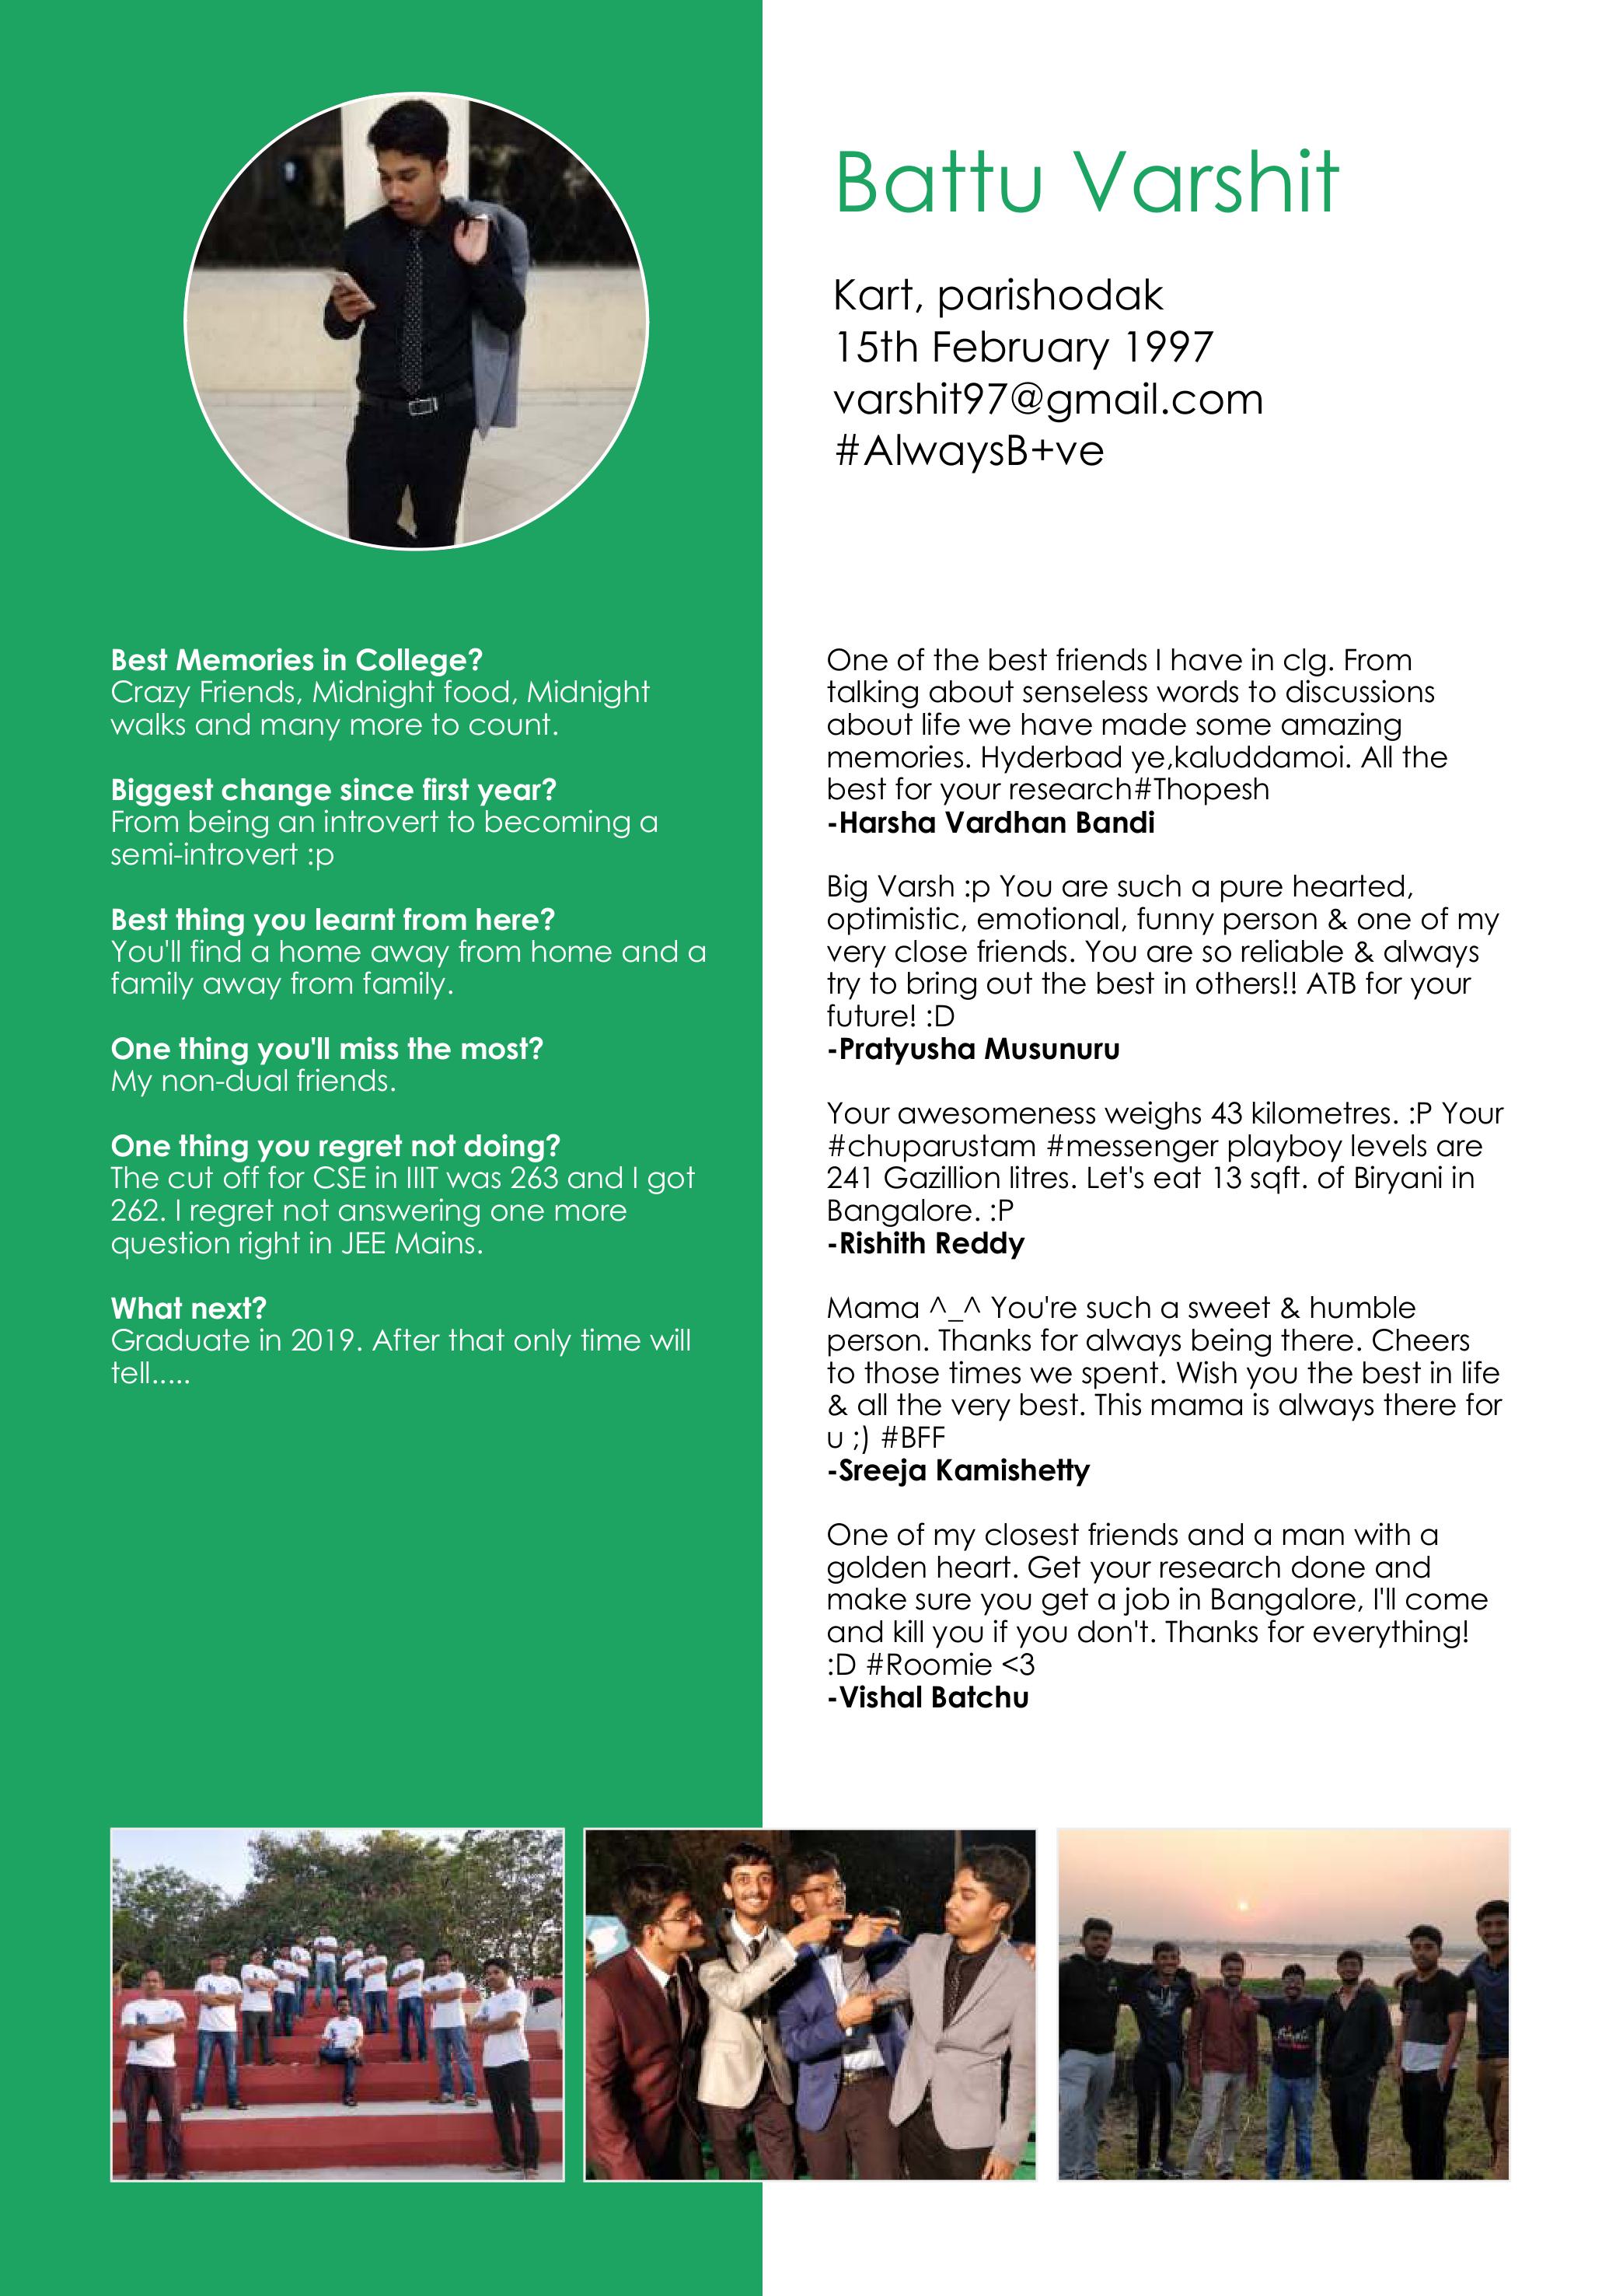 Battu Varshit
Kart, parishodak
15th February 1997
varshit97@gmail.com
#AlwaysB+ve
Best Memories in College?
Crazy Friends, Midnight food, Midnight
walks and many more to count.
Biggest change since first year?
From being an introvert to becoming a
semi-introvert :p
Best thing you learnt from here?
You'll find a home away from home and a
family away from family.
One thing you'll miss the most?
My non-dual friends.
One thing you regret not doing?
The cut off for CSE in IIIT was 263 and I got
262. I regret not answering one more
question right in JEE Mains.
What next?
Graduate in 2019. After that only time will
tell.....
One of the best friends I have in clg. From
talking about senseless words to discussions
about life we have made some amazing
memories. Hyderbad ye,kaluddamoi. All the
best for your research#Thopesh
-Harsha Vardhan Bandi
Big Varsh :p You are such a pure hearted,
optimistic, emotional, funny person & one of my
very close friends. You are so reliable & always
try to bring out the best in others!! ATB for your
future! :D
-Pratyusha Musunuru
Your awesomeness weighs 43 kilometres. :P Your
#chuparustam #messenger playboy levels are
241 Gazillion litres. Let's eat 13 sqft. of Biryani in
Bangalore. :P
-Rishith Reddy
Mama ^_^ You're such a sweet & humble
person. Thanks for always being there. Cheers
to those times we spent. Wish you the best in life
& all the very best. This mama is always there for
u ;) #BFF
-Sreeja Kamishetty
One of my closest friends and a man with a
golden heart. Get your research done and
make sure you get a job in Bangalore, I'll come
and kill you if you don't. Thanks for everything!
:D #Roomie <3
-Vishal Batchu